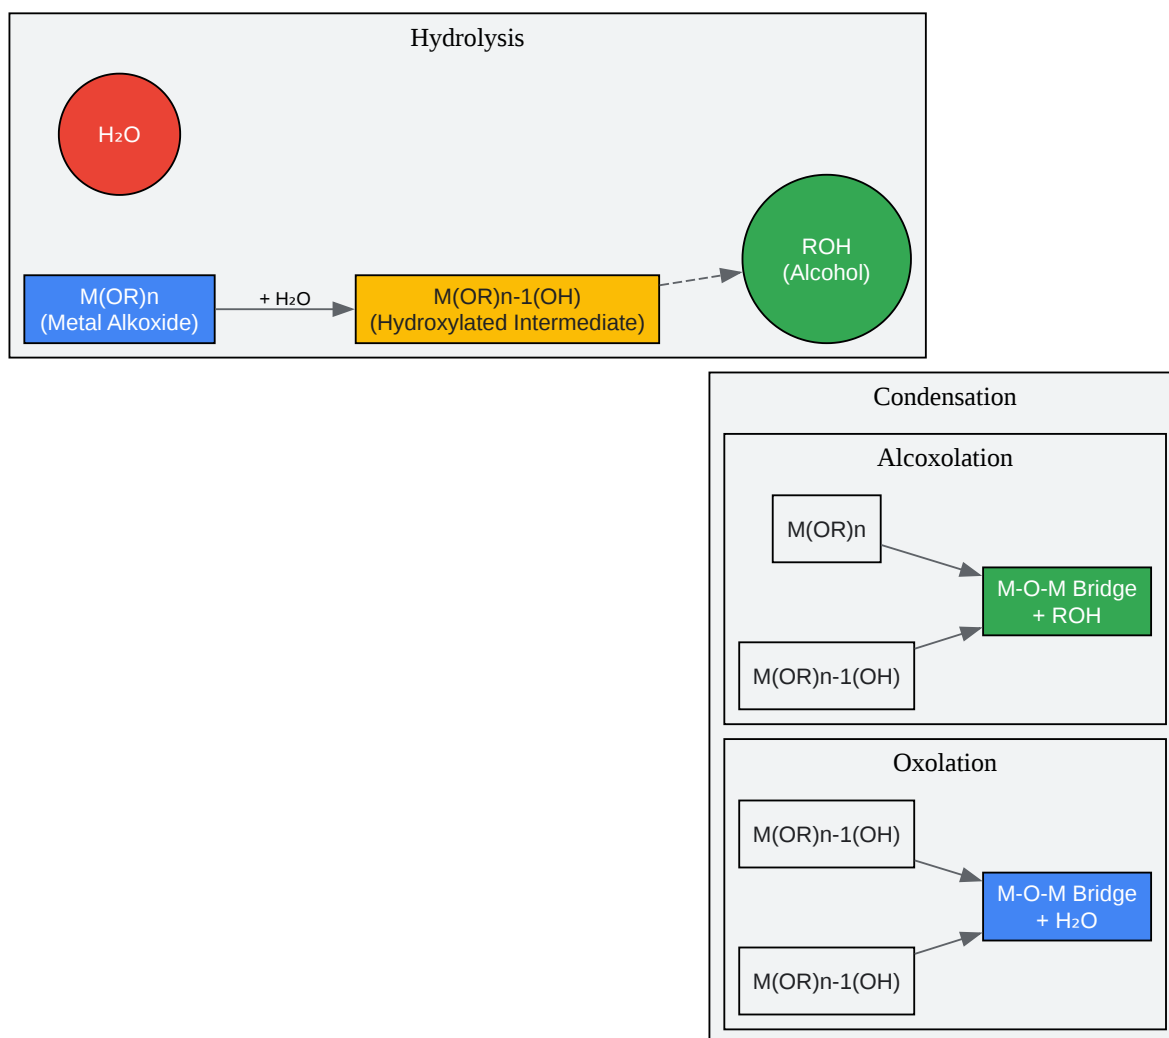 Hydrolysis
H₂O
ROH
(Alcohol)
M(OR)n
(Metal Alkoxide)
+ H₂O
M(OR)n-1(OH)
(Hydroxylated Intermediate)
Condensation
Alcoxolation
M(OR)n
M-O-M Bridge
+ ROH
M(OR)n-1(OH)
Oxolation
M(OR)n-1(OH)
M-O-M Bridge
+ H₂O
M(OR)n-1(OH)